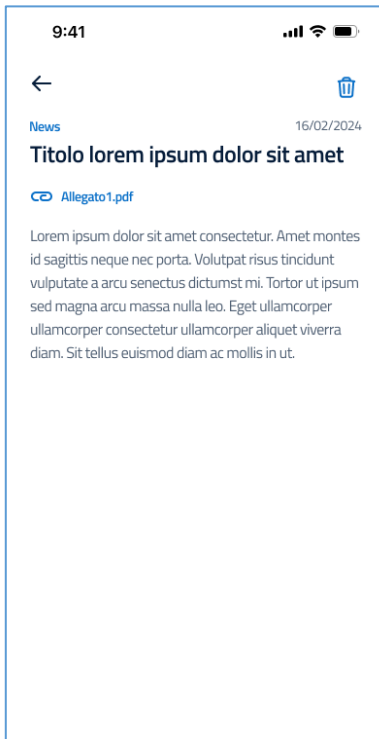 9:41
News 16/02/2024
Titolo lorem ipsum dolor sit amet
Allegato1.pdf
Lorem ipsum dolor sit amet consectetur. Amet montes
id sagittis neque nec porta. Volutpat risus tincidunt
vulputate a arcu senectus dictumst mi. Tortor ut ipsum
sed magna arcu massa nulla leo. Eget ullamcorper
ullamcorper consectetur ullamcorper aliquet viverra
diam. Sit tellus euismod diam ac mollis in ut.